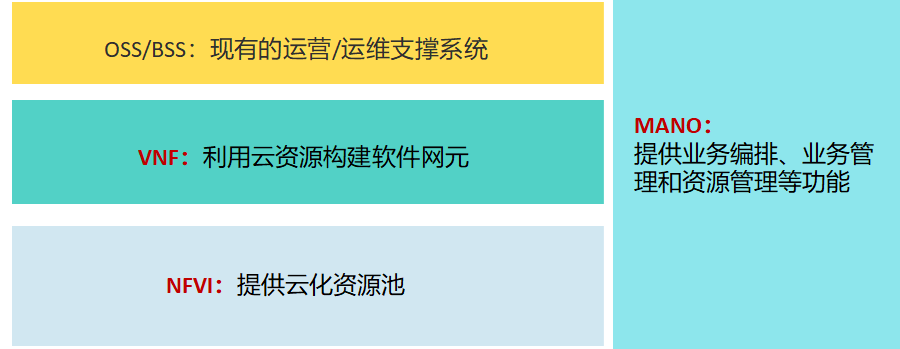 OSS/BSS：现有的运营/运维支撑系统
VNF：利用云资源构建软件网元
NFVI：提供云化资源池
MANO：
提供业务编排、业务管
理和资源管理等功能